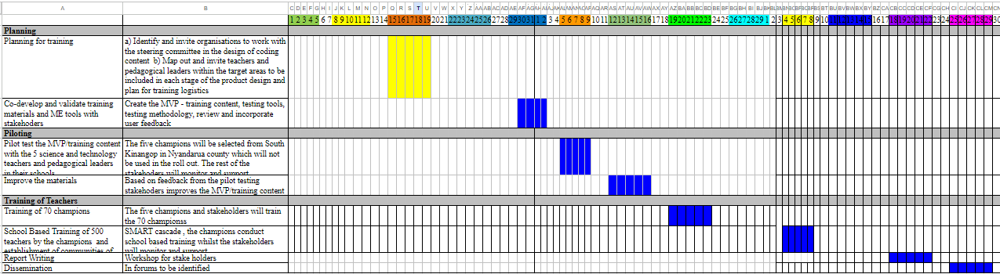 A B C D E F G H I J K L M N O P Q R S T U V W X Y Z AA AB AC AD AE AF AG AH AI AJ AK AL AM AN AO AP AQ AR AS AT AU AV AW AX AY AZ BA BB BC BD BE BF BG BH BI BJ BK BL BM BN BO BP BQ BR BS BT BU BV BW BX BY BZ CA CB CC CD CE CF CG CH CI CJ CK CL CM CN
1 2 3 4 5 6 7 8 9 10 11 12 13 14 15 16 17 18 19 20 21 22 23 24 25 26 27 28 29 30 31 1 2 3 4 5 6 7 8 9 10 11 12 13 14 15 16 17 18 19 20 21 22 23 24 25 26 27 28 29 1 2 3 4 5 6 7 8 9 10 11 12 13 14 15 16 17 18 19 20 21 22 23 24 25 26 27 28 29 30
Planning
Planning for training
a) Identify and invite organisations to work
with the steering committee in the design of coding
content b) Map out and invite teachers and
pedagogical leaders within the target areas to
be included in each stage of the product design and
plan for training logistics
Co-develop and validate training
materials and ME tools with
stakehoders
Create the MVP - training content, testing tools,
testing methodology, review and incorporate
user feedback
Piloting
Pilot test the MVP/training content
with the 5 science and technology
teachers and pedagogical leaders
in their schools
The five champions will be selected from South
Kinangop in Nyandarua county which will not
be used in the roll out. The rest of the
stakehoders will monitor and support
Improve the materials
Based on feedback from the pilot testing
stakehoders improves the MVP/training content
Training of Teachers
Training of 70 champions
The five champions and stakeholders will train
the 70 championss
School Based Training of 500
teachers by the champions and
establishment of communities of
SMART cascade , the champions conduct
school based training whilst the stakeholders
will monitor and support
Report Writing
Workshop for stake holders
Dissemination
In forums to be identified